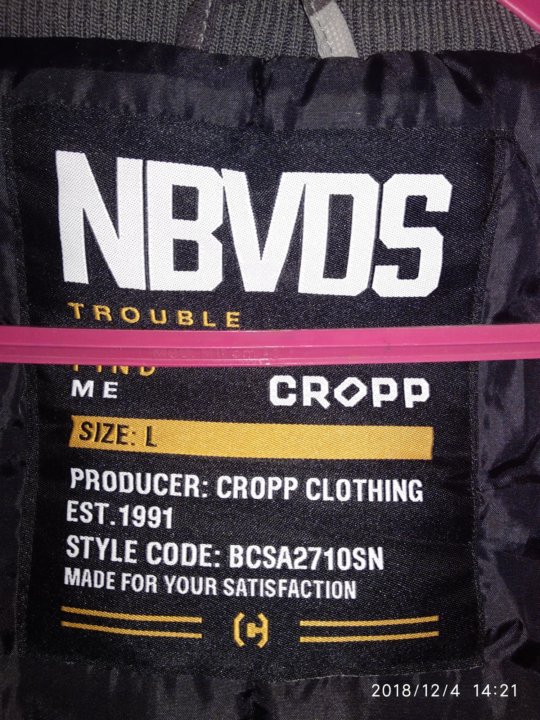 NBVDS
TROUBLE
FIND
ME
CROPP
SIZE: L
PRODUCER: CROPP CLOTHING
EST.1991
STYLE CODE: BCSA2710SN
MADE FOR YOUR SATISFACTION
(C)
2018/12/4 14:21